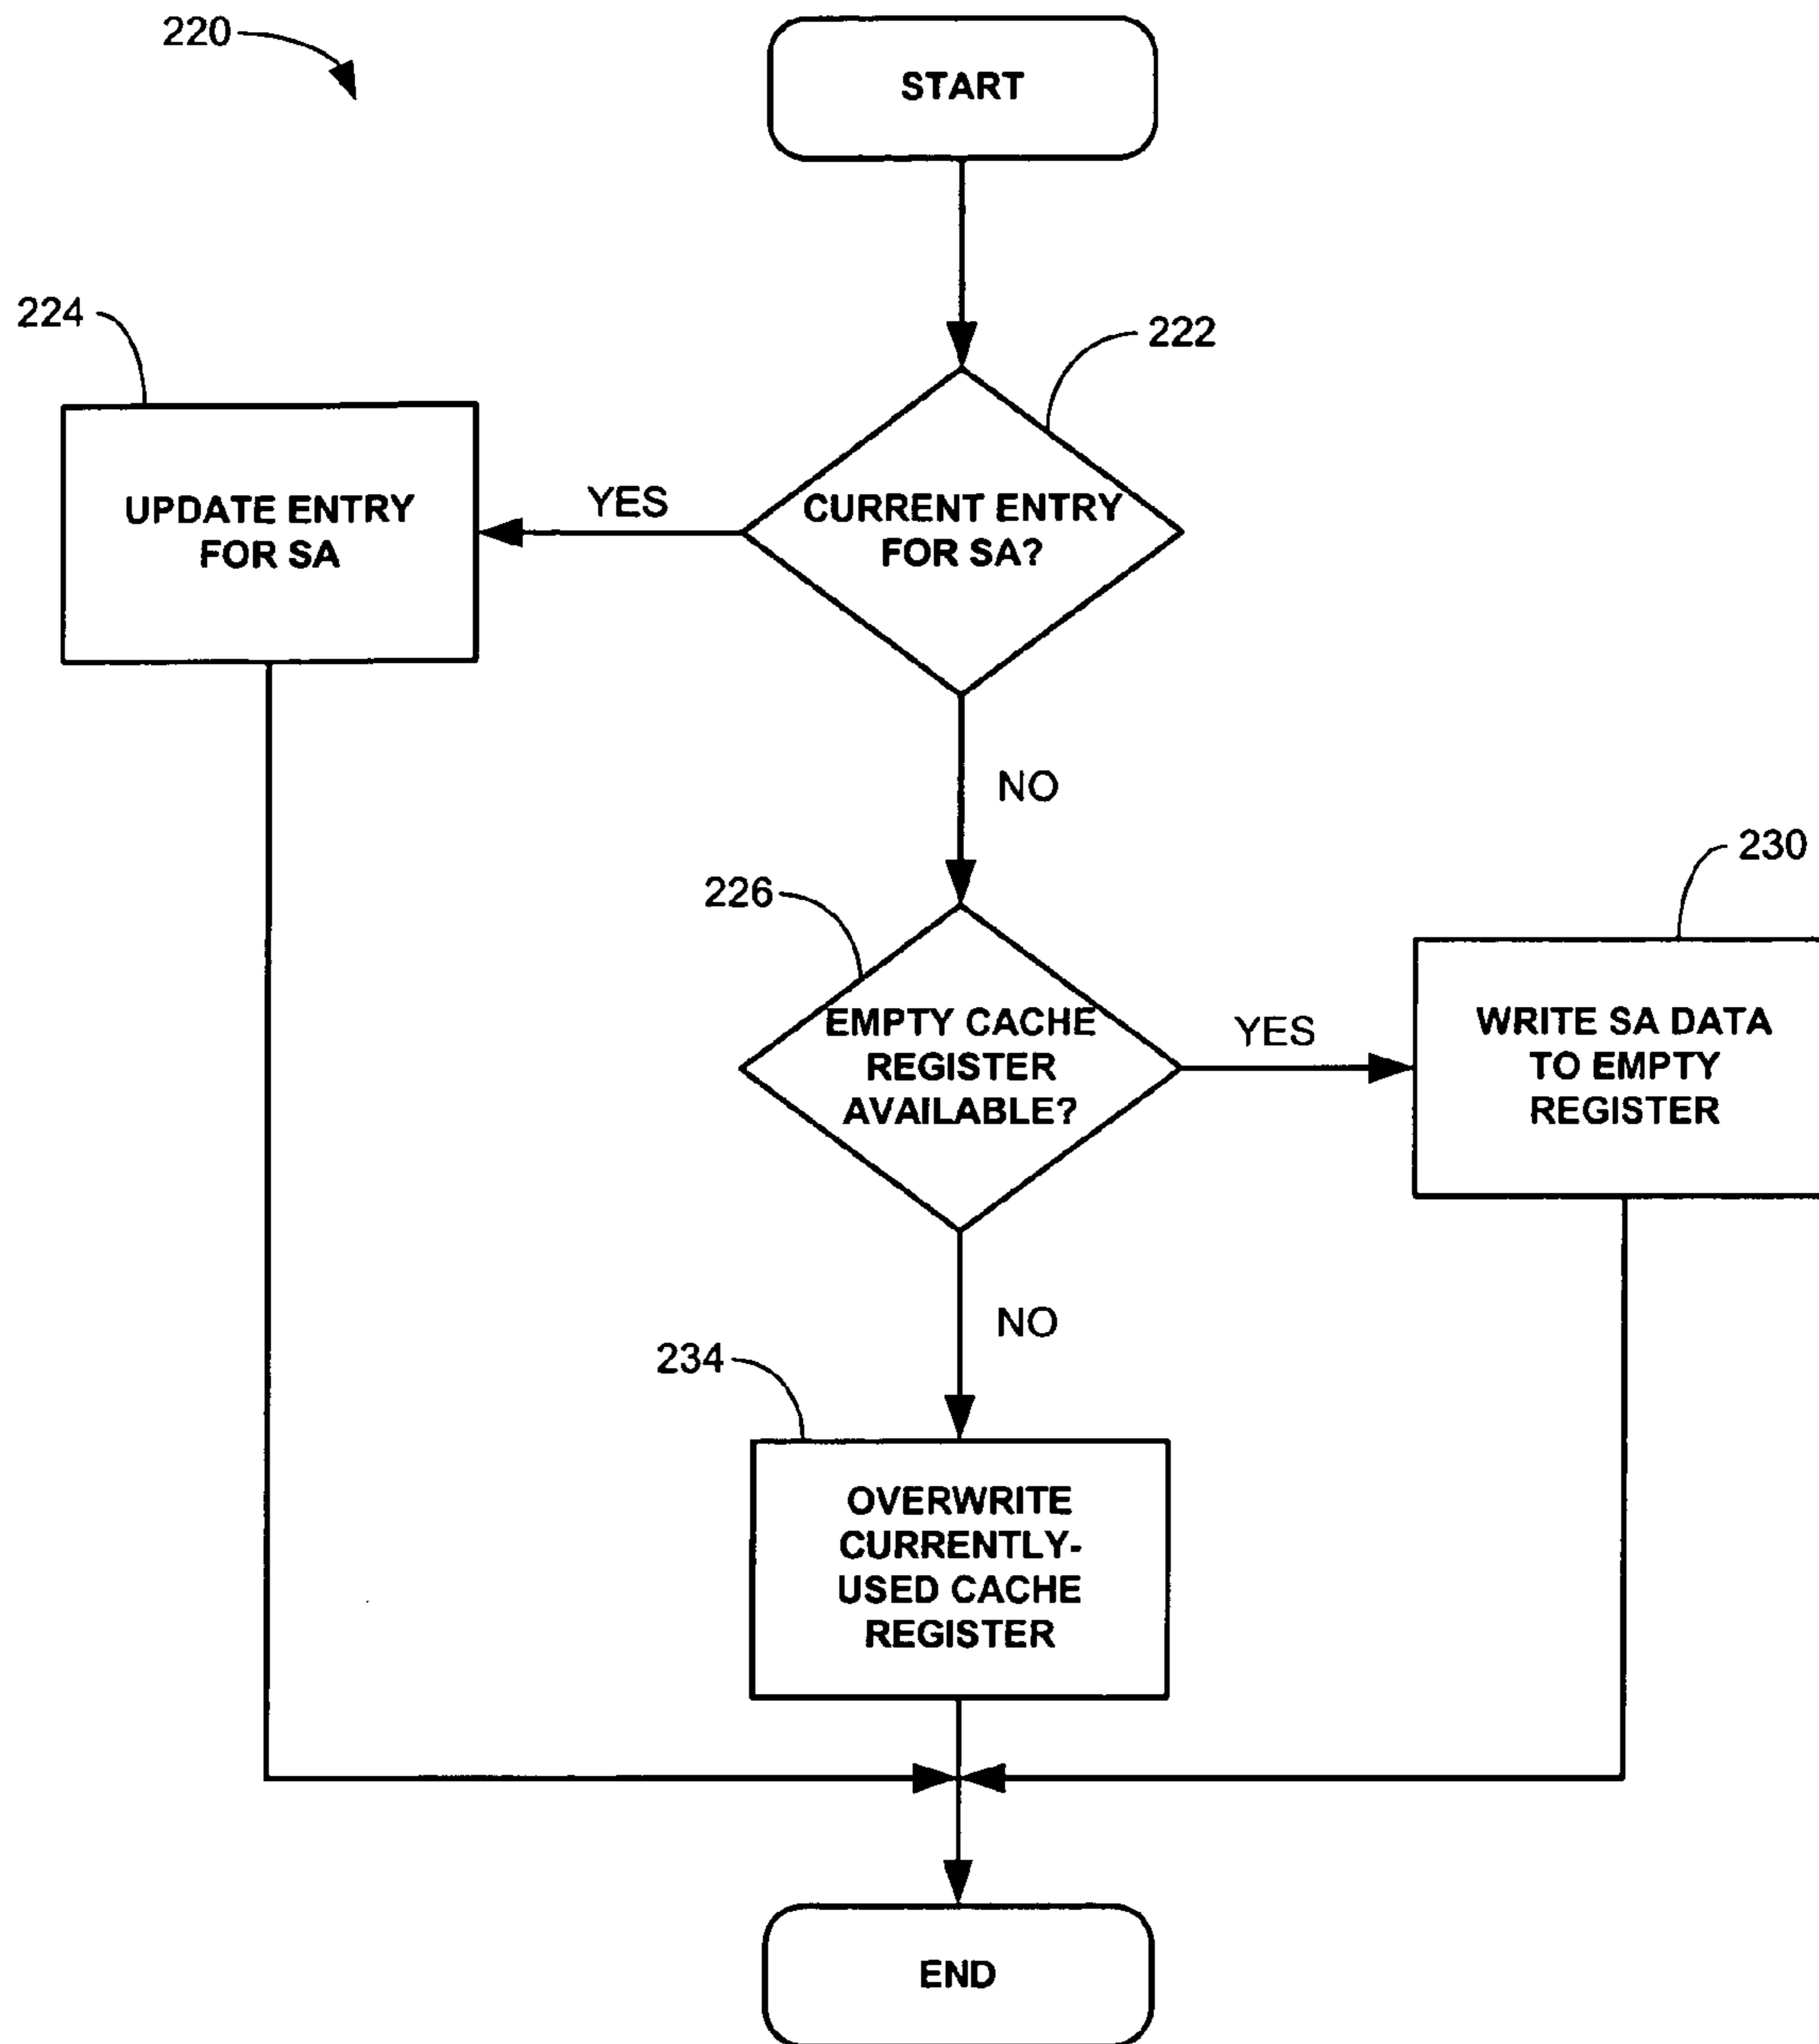 220
START
224
222
UPDATE ENTRY
FOR SA
YES
CURRENT ENTRY
FOR SA?
NO
230
226
EMPTY CACHE
REGISTER
AVAILABLE?
YES
WRITE SA DATA
TO EMPTY
REGISTER
NO
234
OVERWRITE
CURRENTLY-
USED CACHE
REGISTER
END